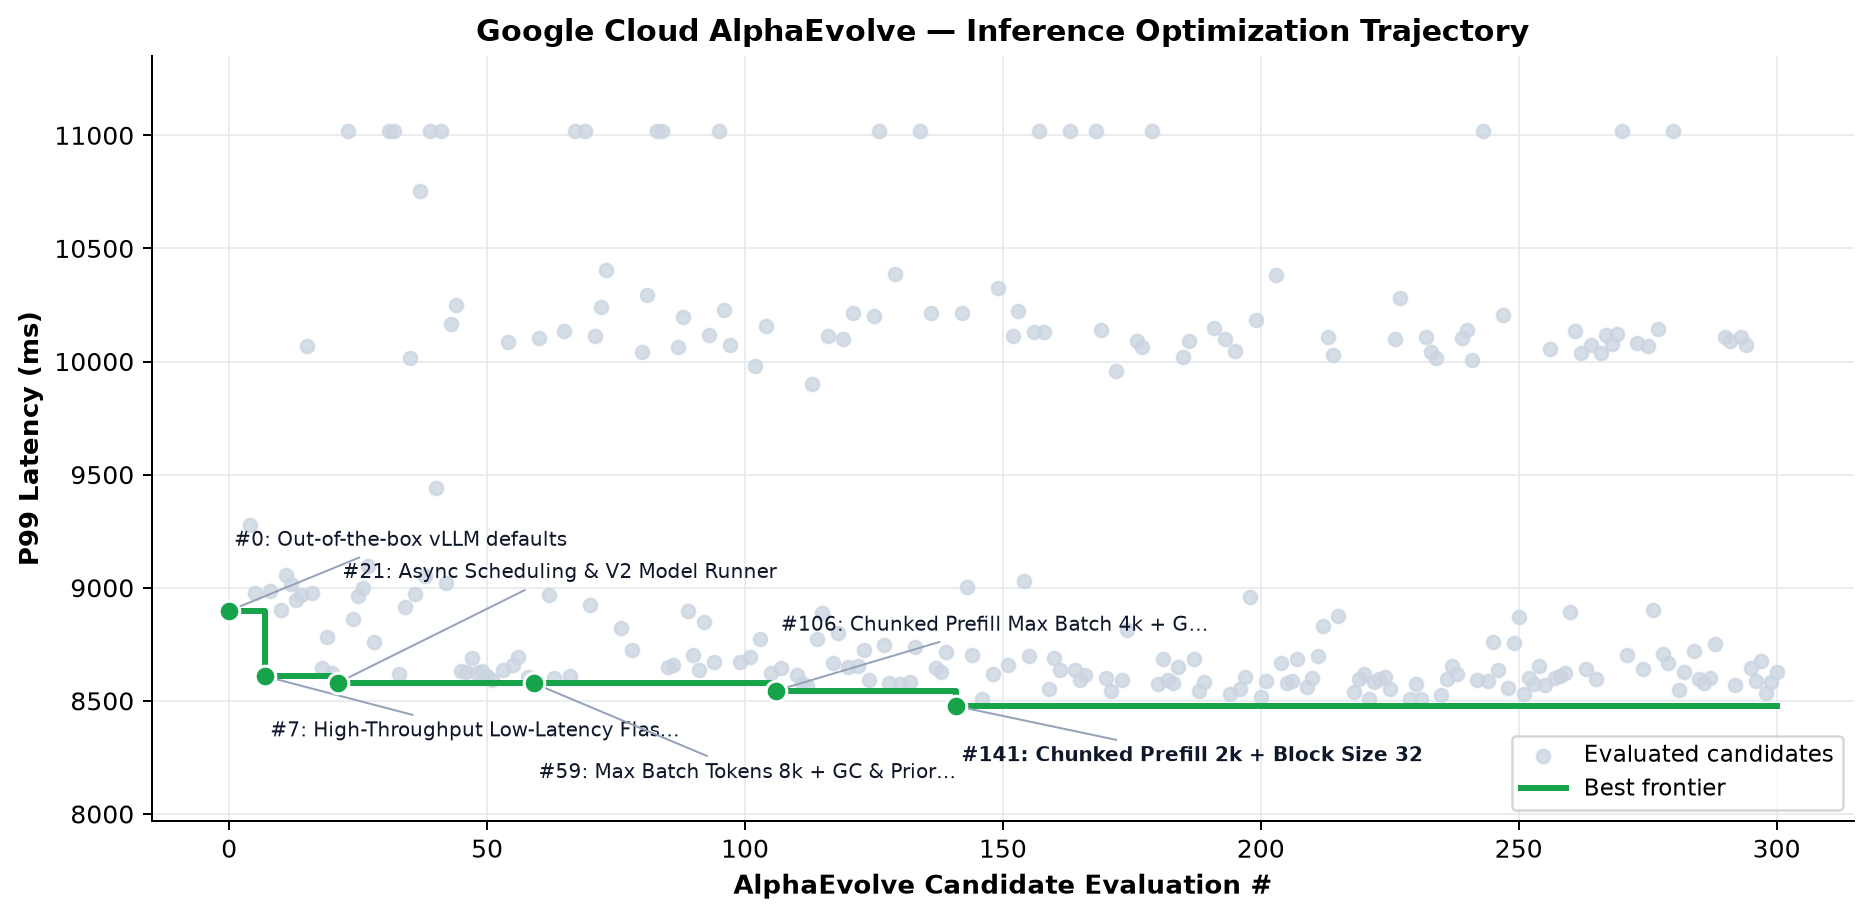 Google Cloud AlphaEvolve — Inference Optimization Trajectory
P99 Latency (ms)
11000
10500
10000
9500
9000
8500
8000
#0: Out-of-the-box vLLM defaults
#21: Async Scheduling & V2 Model Runner
#106: Chunked Prefill Max Batch 4k + G...
#7: High-Throughput Low-Latency Flas...
#59: Max Batch Tokens 8k + GC & Prior...
#141: Chunked Prefill 2k + Block Size 32
Evaluated candidates
Best frontier
0 50 100 150 200 250 300
AlphaEvolve Candidate Evaluation #